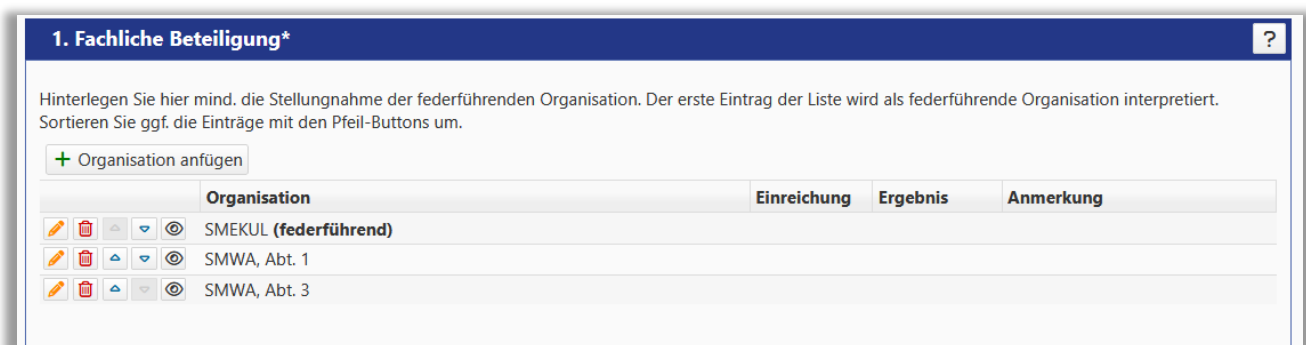 1. Fachliche Beteiligung*
?
Hinterlegen Sie hier mind. die Stellungnahme der federführenden Organisation. Der erste Eintrag der Liste wird als federführende Organisation interpretiert.
Sortieren Sie ggf. die Einträge mit den Pfeil-Buttons um.
+ Organisation anfügen
Organisation Einreichung Ergebnis Anmerkung
SMEKUL (federführend)
SMWA, Abt. 1
SMWA, Abt. 3